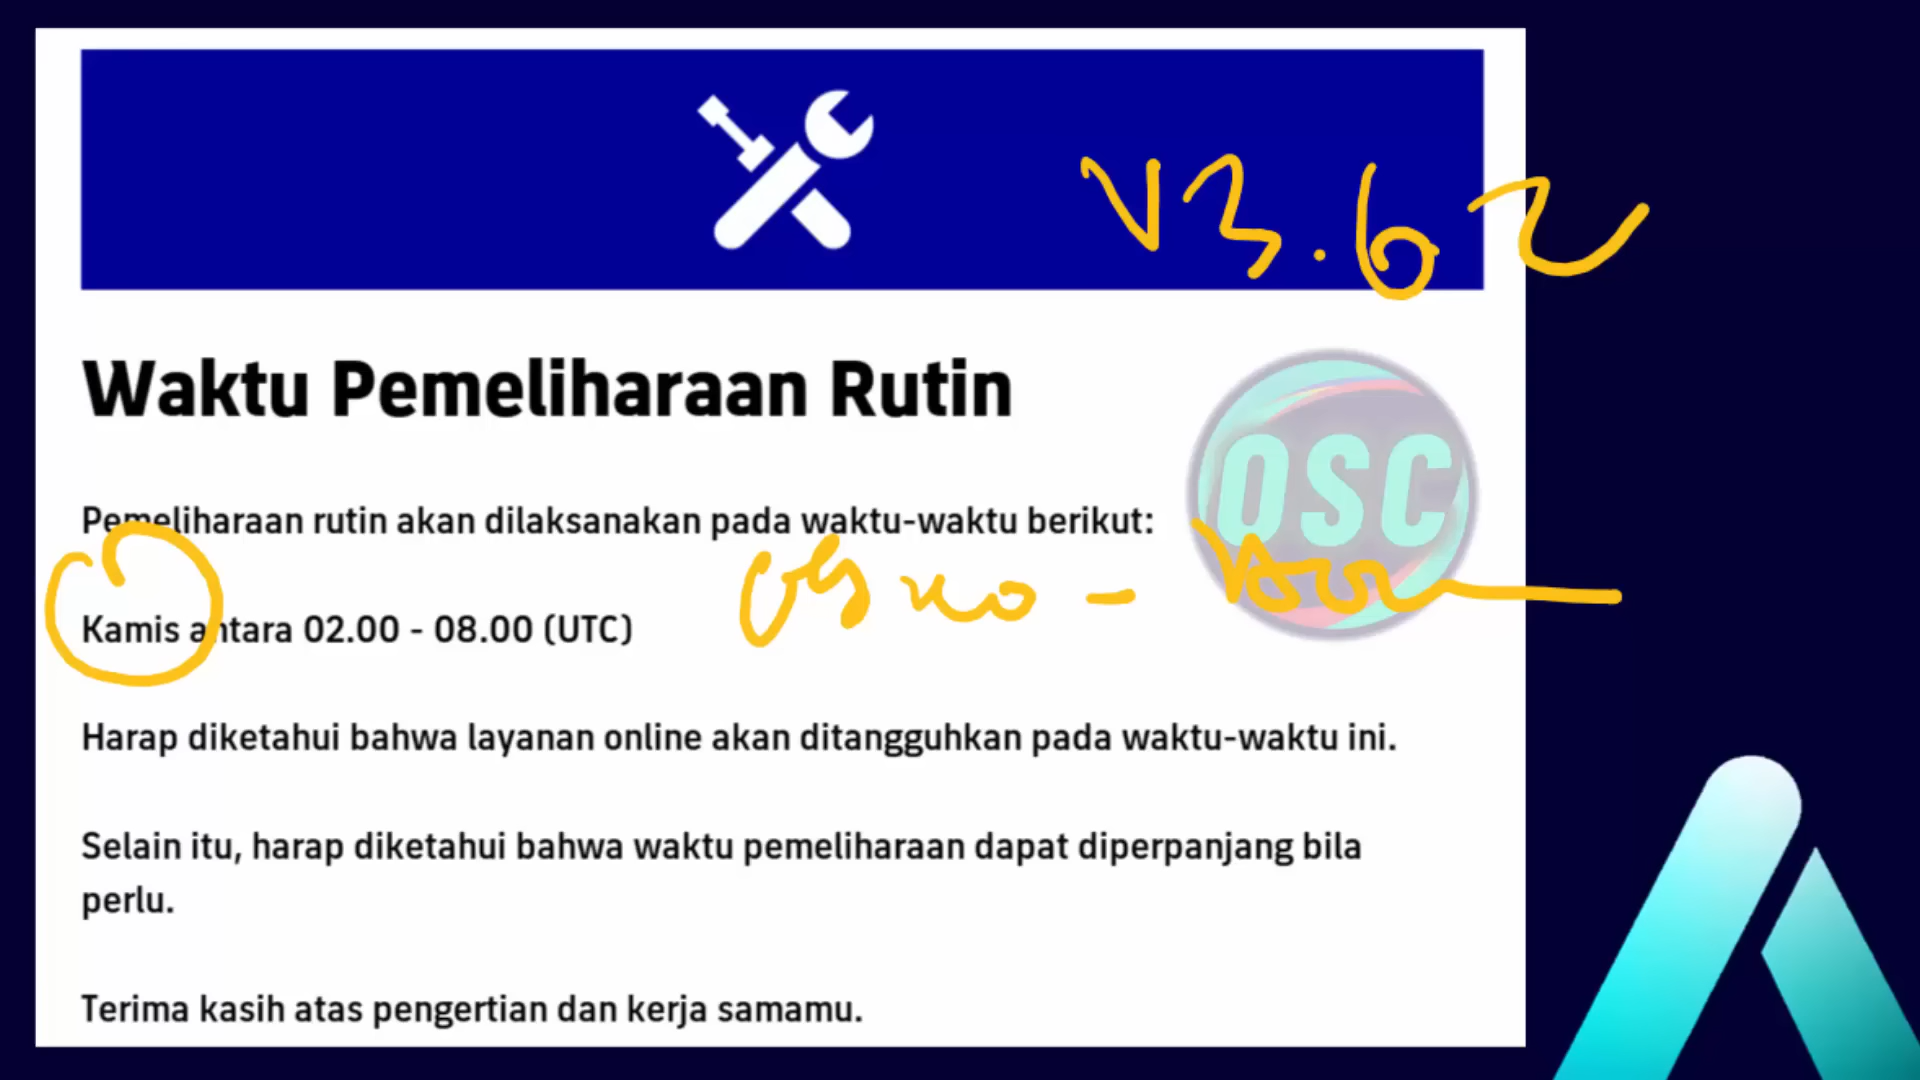 V3.62
Waktu Pemeliharaan Rutin
OSC
Pemeliharaan rutin akan dilaksanakan pada waktu-waktu berikut:
Kamis antara 02.00 - 08.00 (UTC)
Harap diketahui bahwa layanan online akan ditangguhkan pada waktu-waktu ini.
Selain itu, harap diketahui bahwa waktu pemeliharaan dapat diperpanjang bila
perlu.
Terima kasih atas pengertian dan kerja samamu.